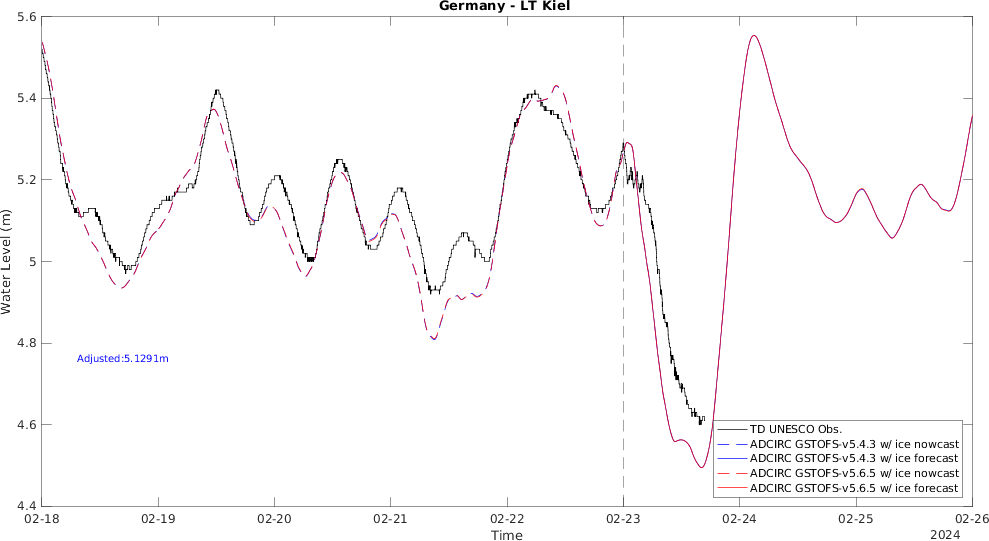 Germany - LT Kiel
5.6
5.4
5.2
5
4.8
4.6
4.4
Water Level (m)
Adjusted:5.1291m
TD UNESCO Obs.
ADCIRC GSTOFS-v5.4.3 w/ ice nowcast
ADCIRC GSTOFS-v5.4.3 w/ ice forecast
ADCIRC GSTOFS-v5.6.5 w/ ice nowcast
ADCIRC GSTOFS-v5.6.5 w/ ice forecast
02-18 02-19 02-20 02-21 02-22 02-23 02-24 02-25 02-26
Time
2024